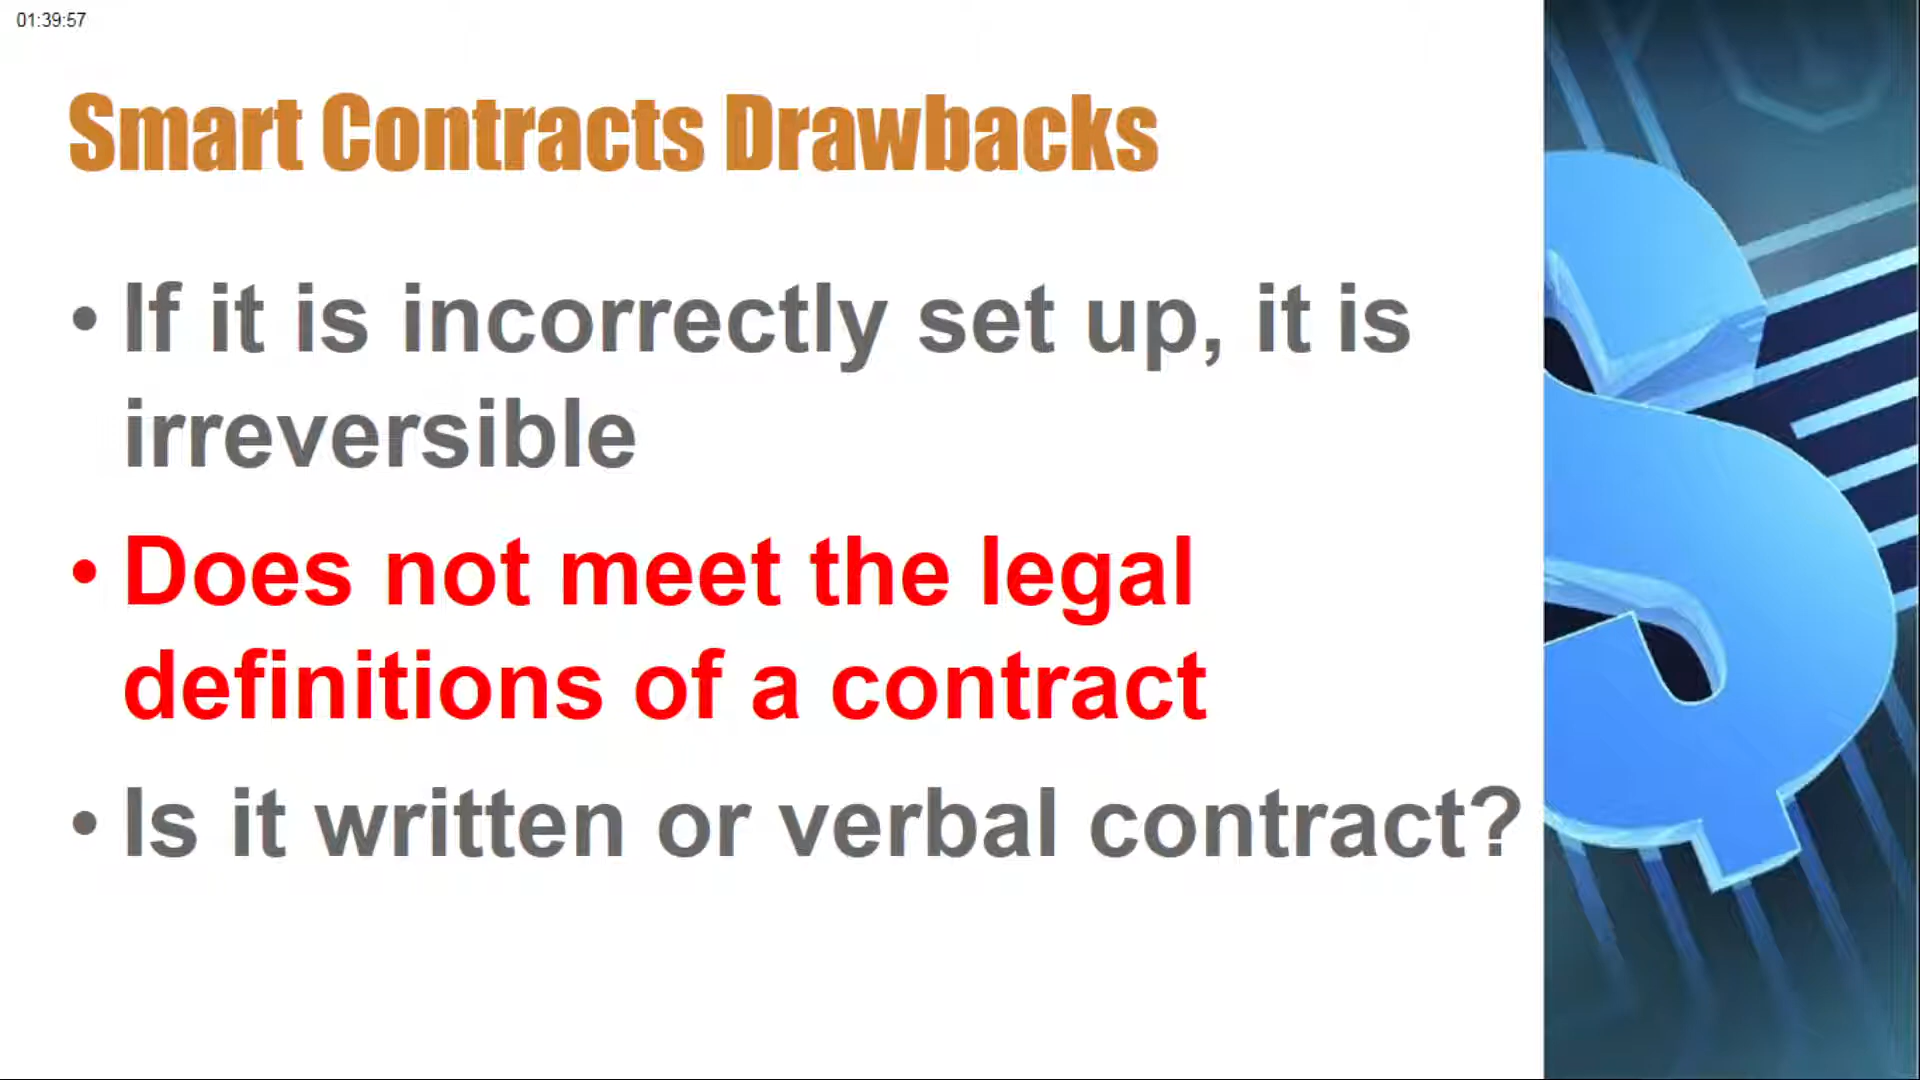 01:39:57
Smart Contracts Drawbacks
• If it is incorrectly set up, it is
irreversible
• Does not meet the legal
definitions of a contract
• Is it written or verbal contract?